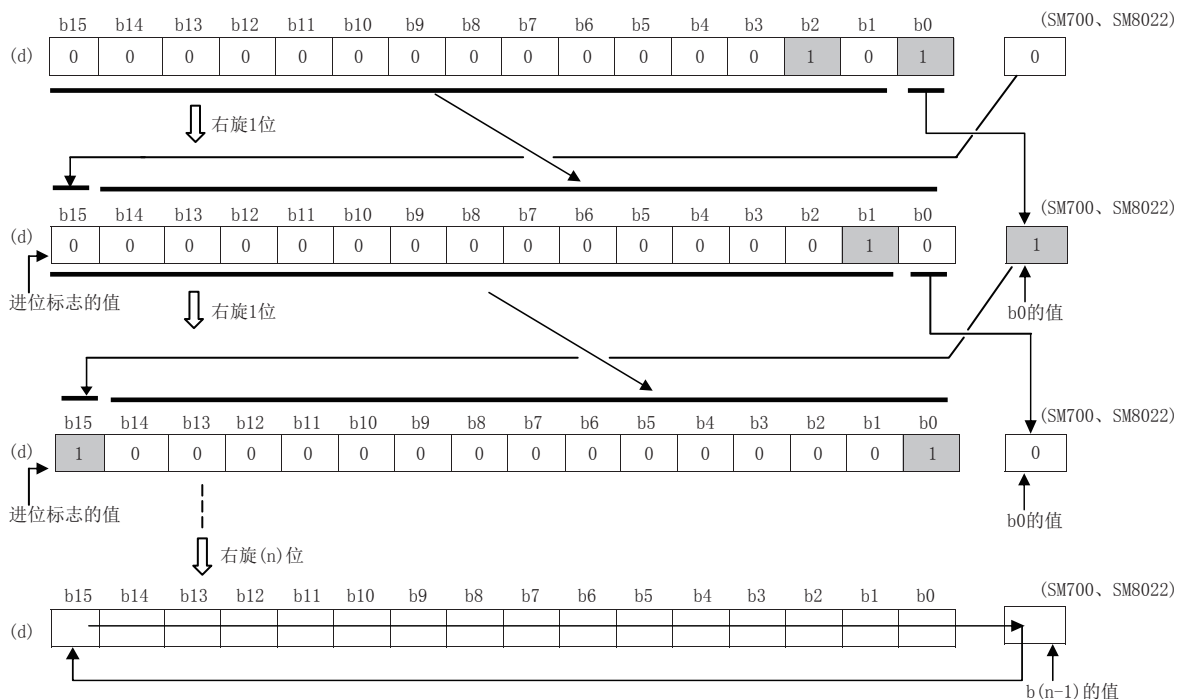 b15 b14 b13 b12 b11 b10 b9 b8 b7 b6 b5 b4 b3 b2 b1 b0 (SM700、SM8022)
(d) 0 0 0 0 0 0 0 0 0 0 0 0 0 1 0 1 0
右旋1位
b15 b14 b13 b12 b11 b10 b9 b8 b7 b6 b5 b4 b3 b2 b1 b0 (SM700、SM8022)
(d) 0 0 0 0 0 0 0 0 0 0 0 0 0 0 1 0 1
进位标志的值 右旋1位 b0的值
b15 b14 b13 b12 b11 b10 b9 b8 b7 b6 b5 b4 b3 b2 b1 b0 (SM700、SM8022)
(d) 1 0 0 0 0 0 0 0 0 0 0 0 0 0 0 1 0
进位标志的值 b0的值
右旋(n)位
b15 b14 b13 b12 b11 b10 b9 b8 b7 b6 b5 b4 b3 b2 b1 b0 (SM700、SM8022)
(d)
b(n-1)的值